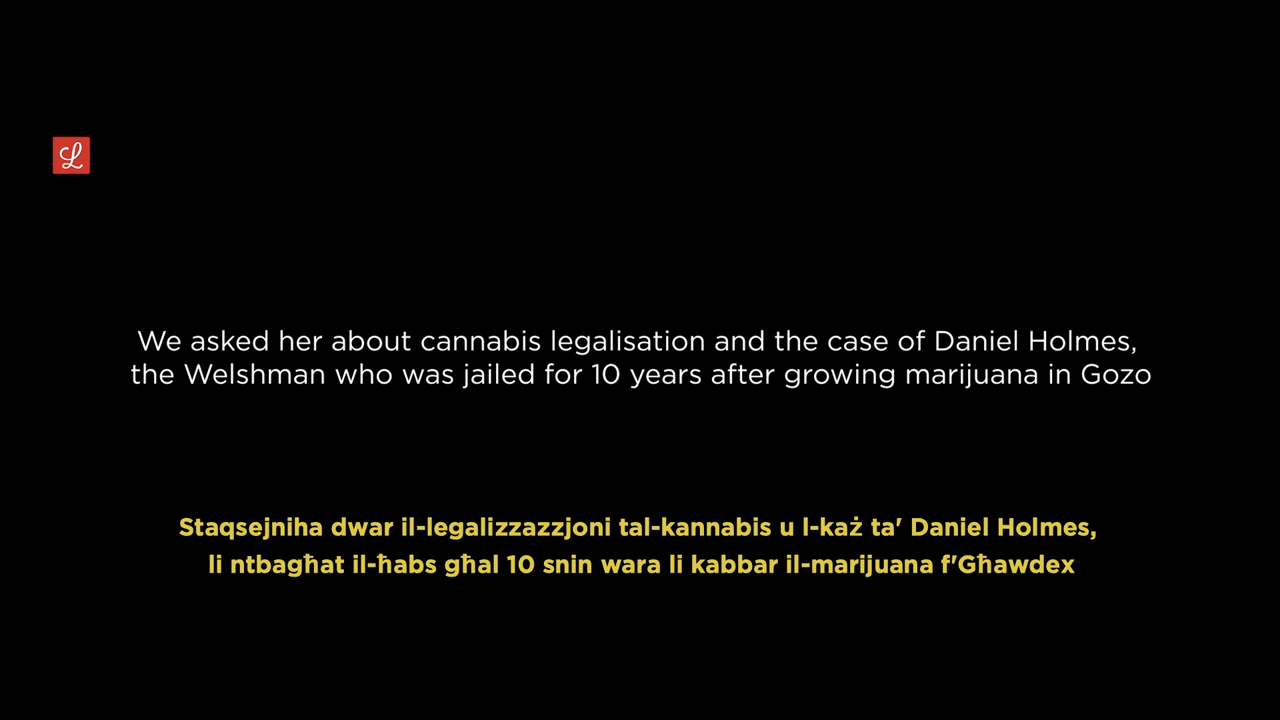 L
We asked her about cannabis legalisation and the case of Daniel Holmes,
the Welshman who was jailed for 10 years after growing marijuana in Gozo
Staqsejniha dwar il-legalizzazzjoni tal-kannabis u l-każ ta' Daniel Holmes,
li ntbagħat il-ħabs għal 10 snin wara li kabbar il-marijuana f'Għawdex